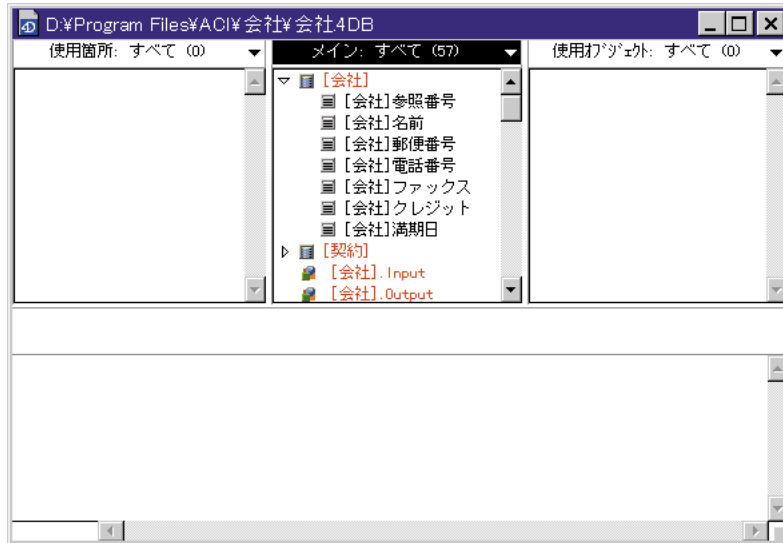 D:¥Program Files¥ACI¥会社¥会社.4DB
使用箇所: すべて (0)
メイン: すべて (57)
使用ｵﾌﾞｼﾞｪｸﾄ: すべて (0)
[会社]
[会社]参照番号
[会社]名前
[会社]郵便番号
[会社]電話番号
[会社]ファックス
[会社]クレジット
[会社]満期日
[契約]
[会社].Input
[会社].Output